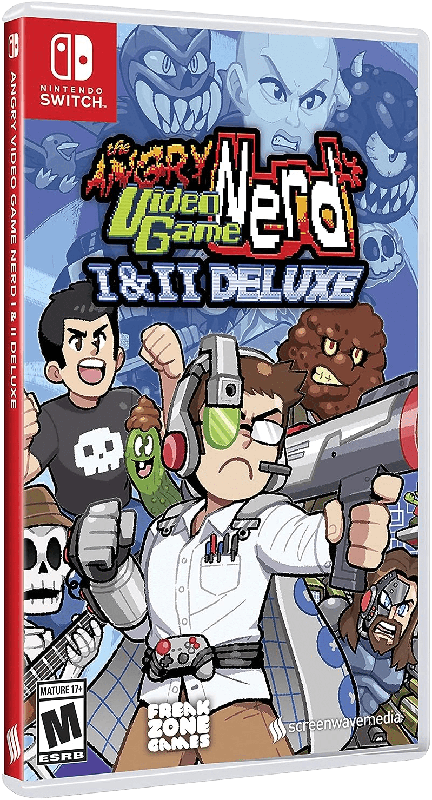 NINTENDO
SWITCH™
ANGRY VIDEO GAME NERD I & II DELUXE
the
ANGRY
Video
Game
Nerd
I & II DELUXE
MATURE 17+
M
ESRB
FREAK
ZONE
GAMES
screenwavemedia